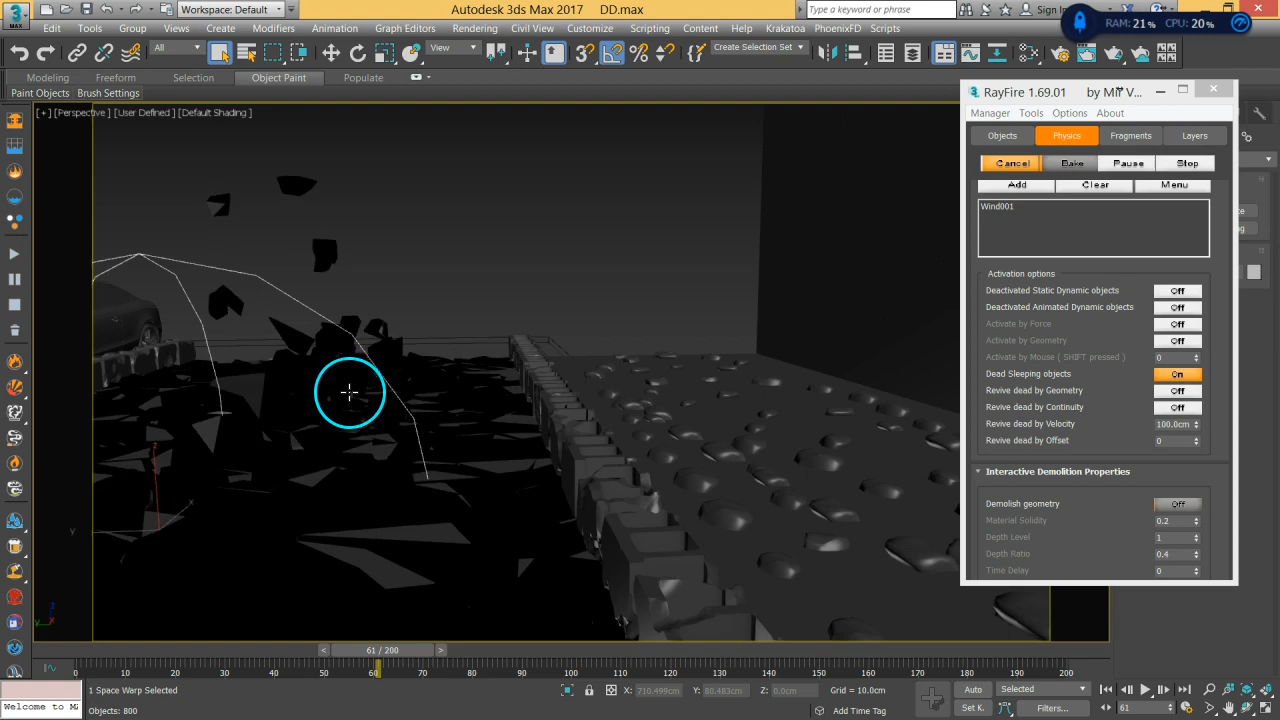 3
MAX
Workspace: Default
Autodesk 3ds Max 2017 DD.max
Type a keyword or phrase
Sign In
RAM: 21 % CPU: 20 %
Edit Tools Group Views Create Modifiers Animation Graph Editors Rendering Civil View Customize Scripting Content Help Krakatoa PhoenixFD Scripts
All
View
Create Selection Set
Modeling Freeform Selection Object Paint Populate
Paint Objects Brush Settings
[ + ] [Perspective ] [User Defined ] [Default Shading ]
RayFire 1.69.01 by Mir V...
Manager Tools Options About
Objects Physics Fragments Layers
Cancel Bake Pause Stop
Add Clear Menu
Wind001
Activation options
Deactivated Static Dynamic objects Off
Deactivated Animated Dynamic objects Off
Activate by Force Off
Activate by Geometry Off
Activate by Mouse ( SHIFT pressed ) 0
Dead Sleeping objects On
Revive dead by Geometry Off
Revive dead by Continuity Off
Revive dead by Velocity 100.0cm
Revive dead by Offset 0
Interactive Demolition Properties
Demolish geometry Off
Material Solidity 0.2
Depth Level 1
Depth Ratio 0.4
Time Delay 0
z
x
y
z
y x
< 61 / 200 >
0 10 20 30 40 50 60 70 80 90 100 110 120 130 140 150 160 170 180 190 200
1 Space Warp Selected
X: 710.499cm Y: 80.483cm Z: 0.0cm Grid = 10.0cm
Auto Selected
Welcome to M
Objects: 800
Add Time Tag
Set K. Filters...
61